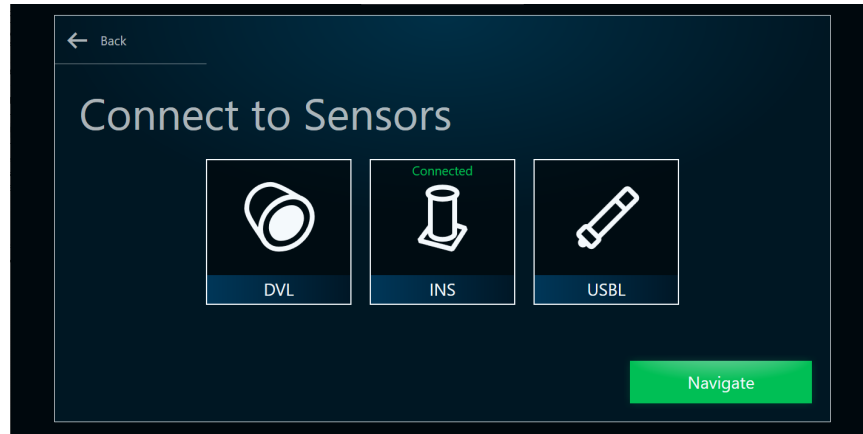 Back
Connect to Sensors
Connected
DVL
INS
USBL
Navigate